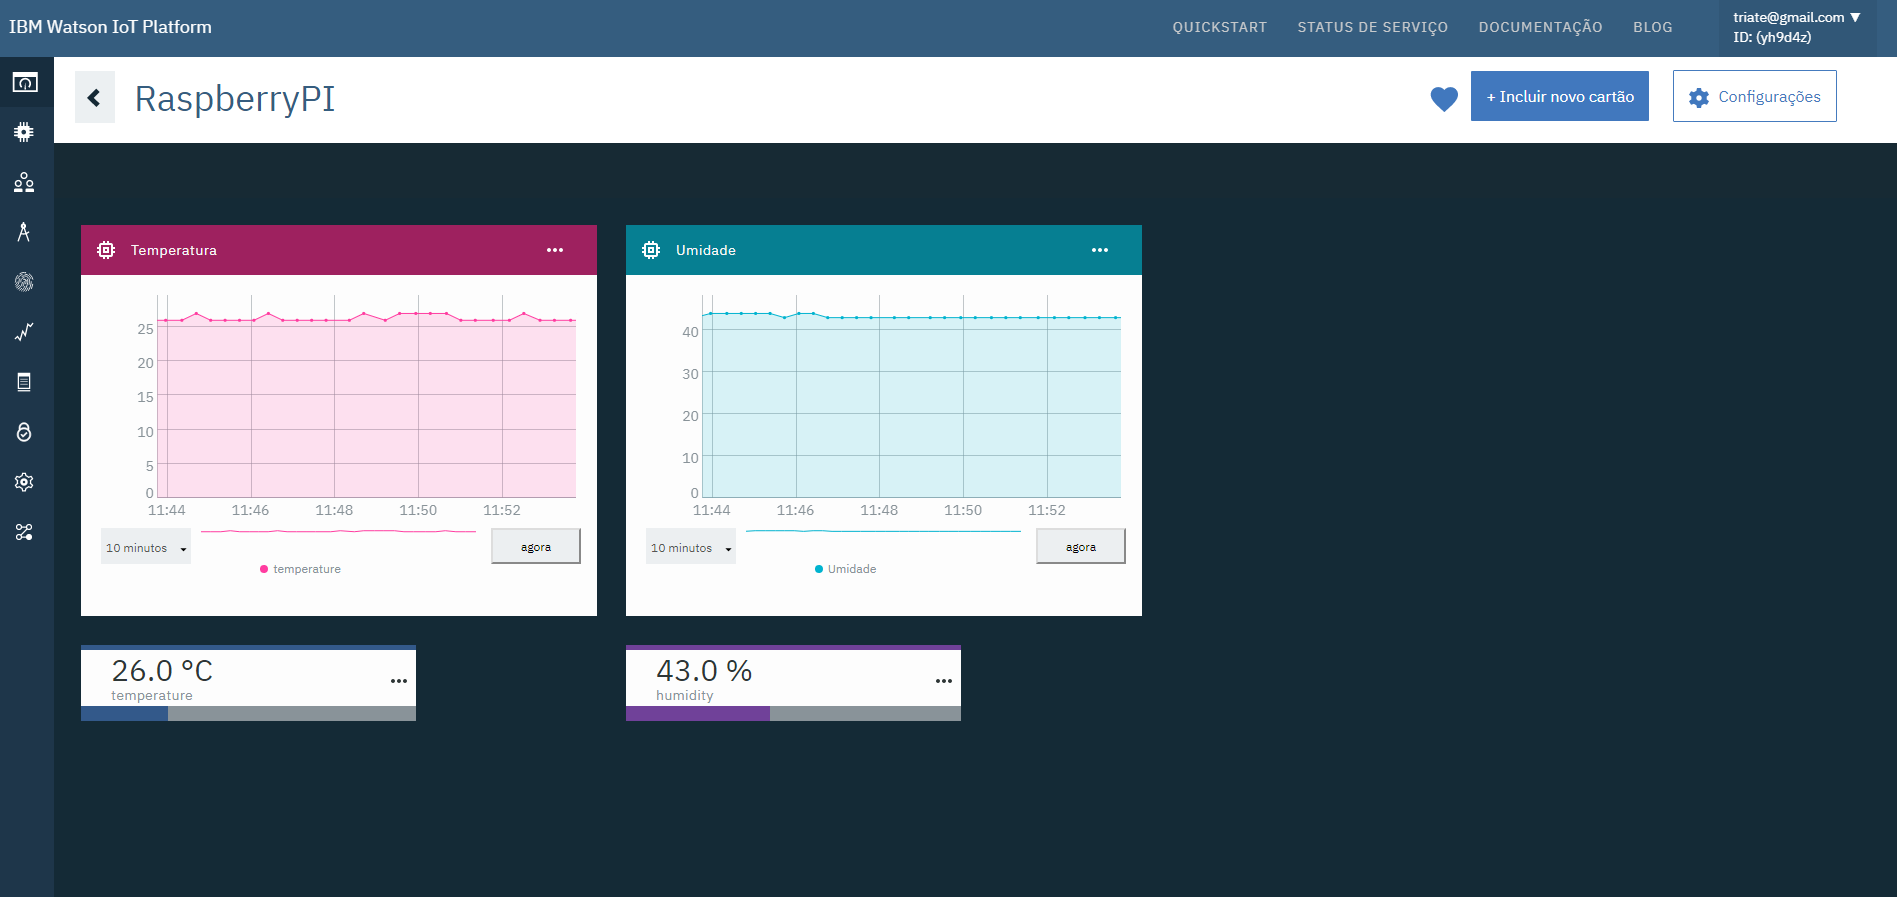 IBM Watson IoT Platform
QUICKSTART
STATUS DE SERVIÇO
DOCUMENTAÇÃO
BLOG
triate@gmail.com ▼
ID: (yh9d4z)
RaspberryPI
+ Incluir novo cartão
Configurações
Temperatura
25
20
15
10
5
0
11:44 11:46 11:48 11:50 11:52
10 minutos
agora
temperature
Umidade
40
30
20
10
0
11:44 11:46 11:48 11:50 11:52
10 minutos
agora
Umidade
26.0 °C
temperature
43.0 %
humidity